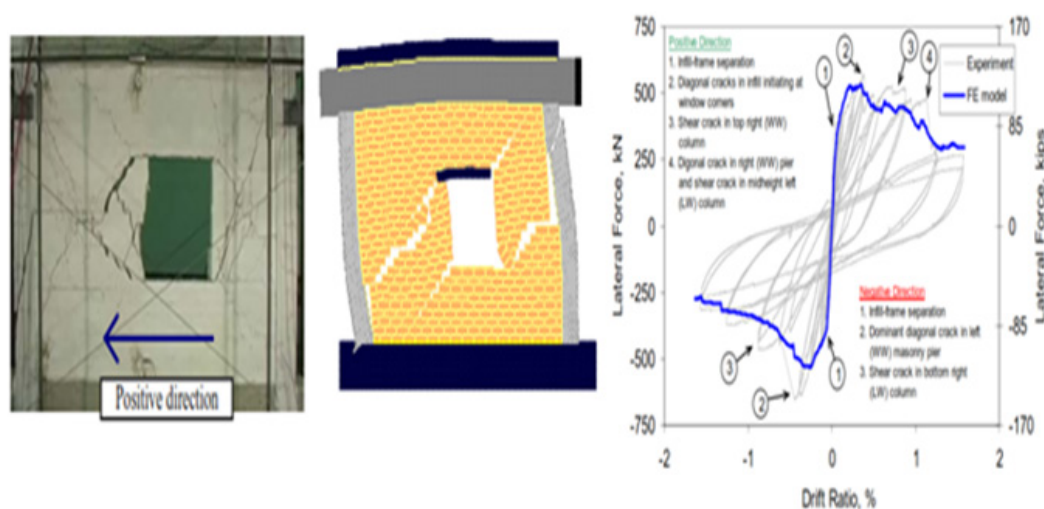 Positive direction
750
500
250
0
-250
-500
-750
Lateral Force, kN
-2
-1
0
1
2
Drift Ratio, %
170
85
0
-85
-170
Lateral Force, kips
Positive Direction
1. Infill-frame separation
2. Diagonal cracks in infill initiating at
window corners
3. Shear crack in top right (WW)
column
4. Digonal crack in right (WW) pier
and shear crack in midheight left
(LW) column
1
2
3
4
Experiment
FE model
Negative Direction
1. Infill-frame separation
2. Dominant diagonal crack in left
(WW) masonry pier
3. Shear crack in bottom right
(LW) column
3
2
1